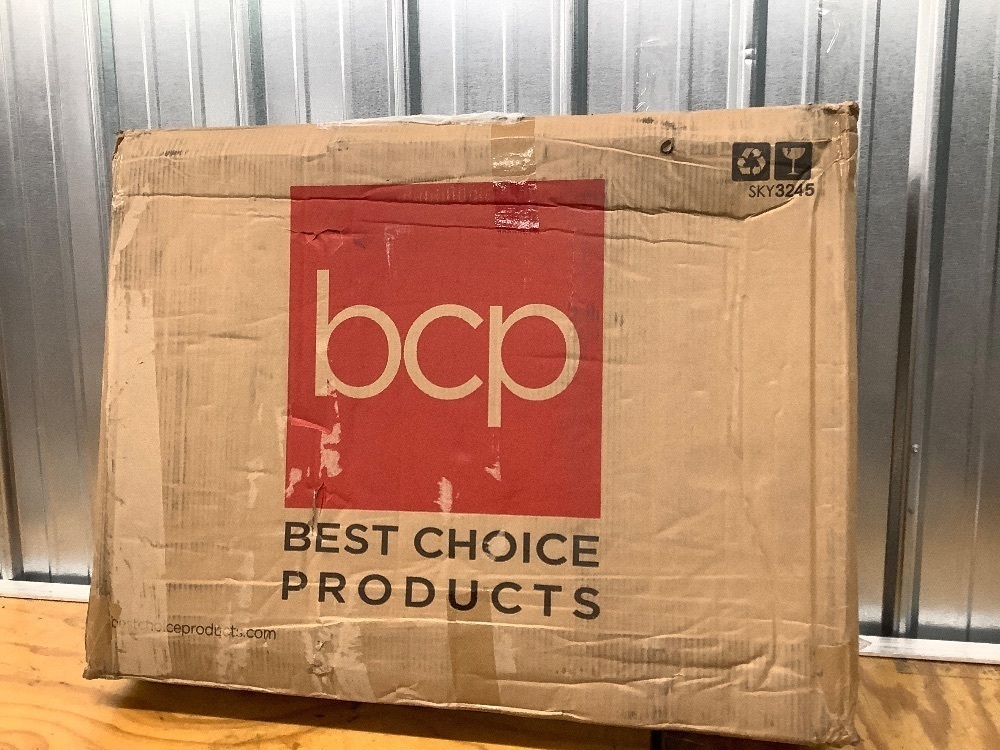 SKY3245
bcp
BEST CHOICE
PRODUCTS
bestchoiceproducts.com